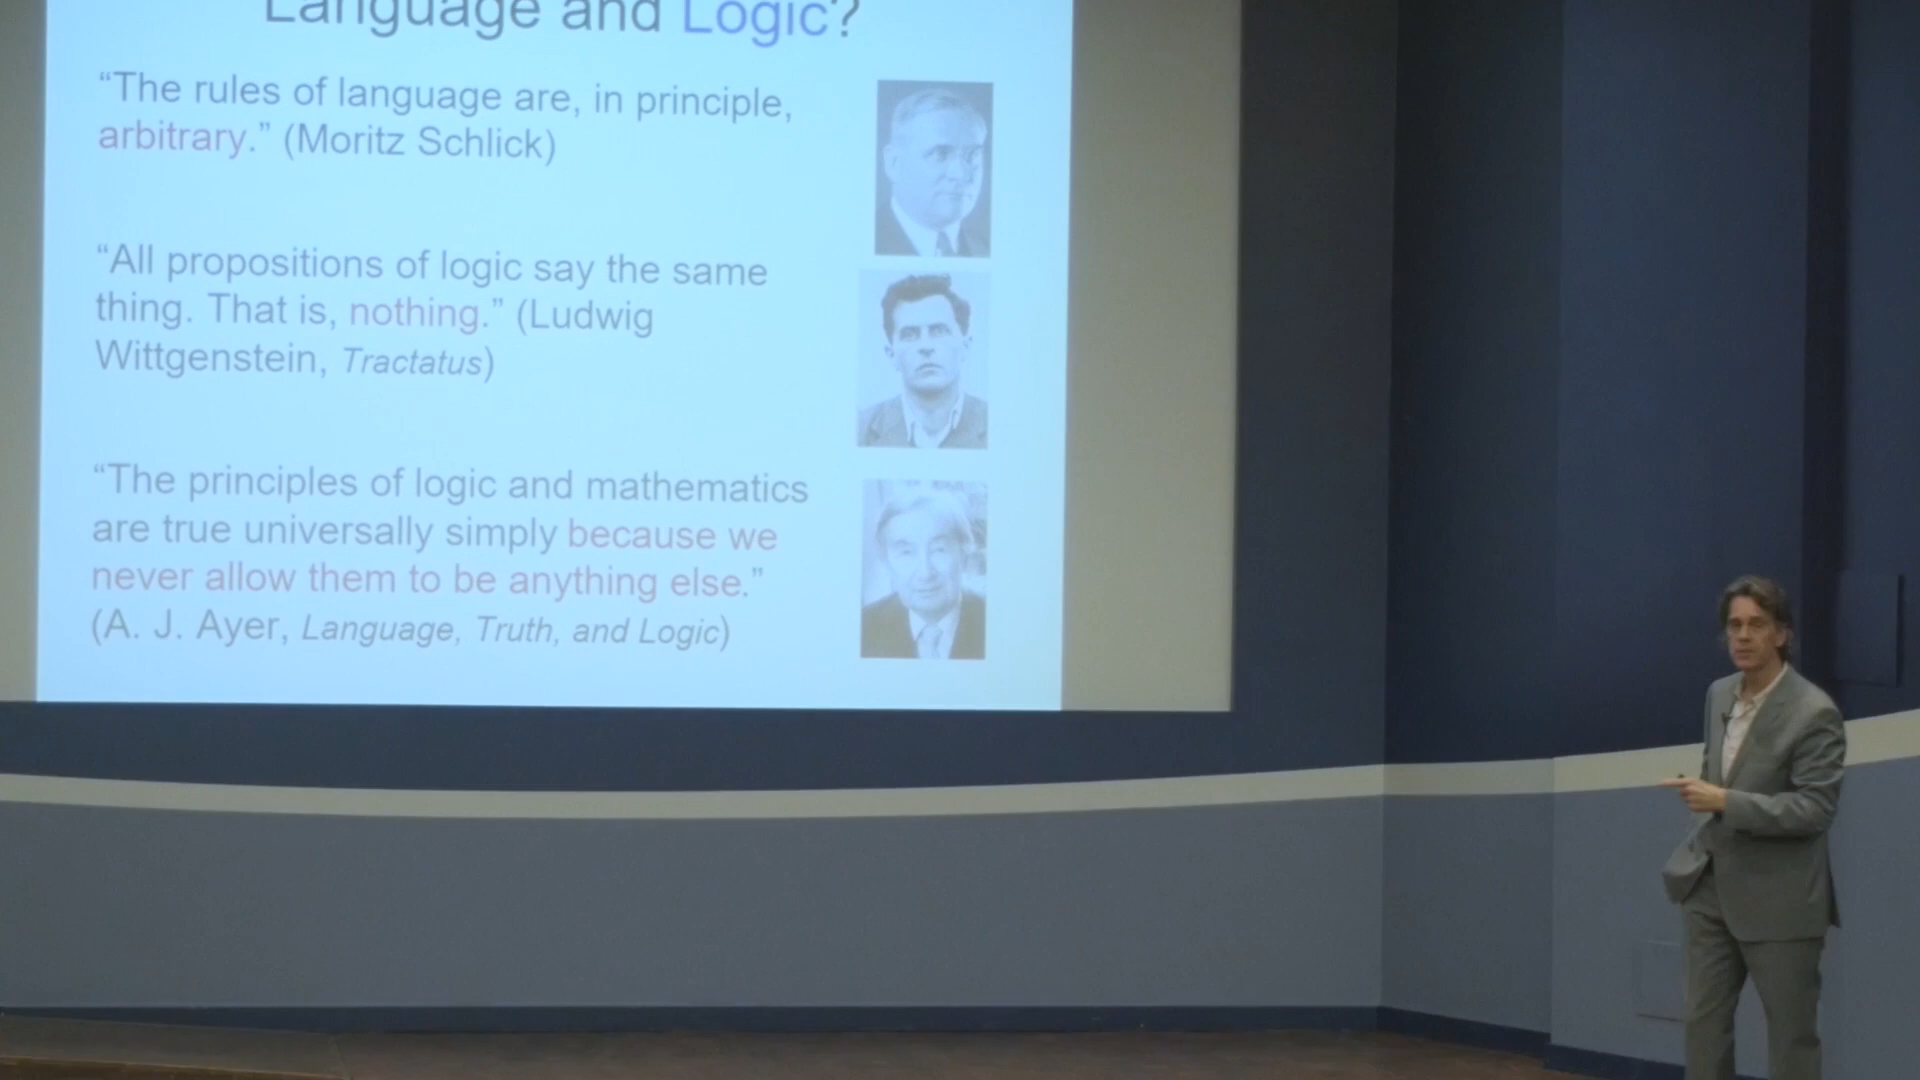 Language and Logic?
“The rules of language are, in principle,
arbitrary.” (Moritz Schlick)
“All propositions of logic say the same
thing. That is, nothing.” (Ludwig
Wittgenstein, Tractatus)
“The principles of logic and mathematics
are true universally simply because we
never allow them to be anything else.”
(A. J. Ayer, Language, Truth, and Logic)